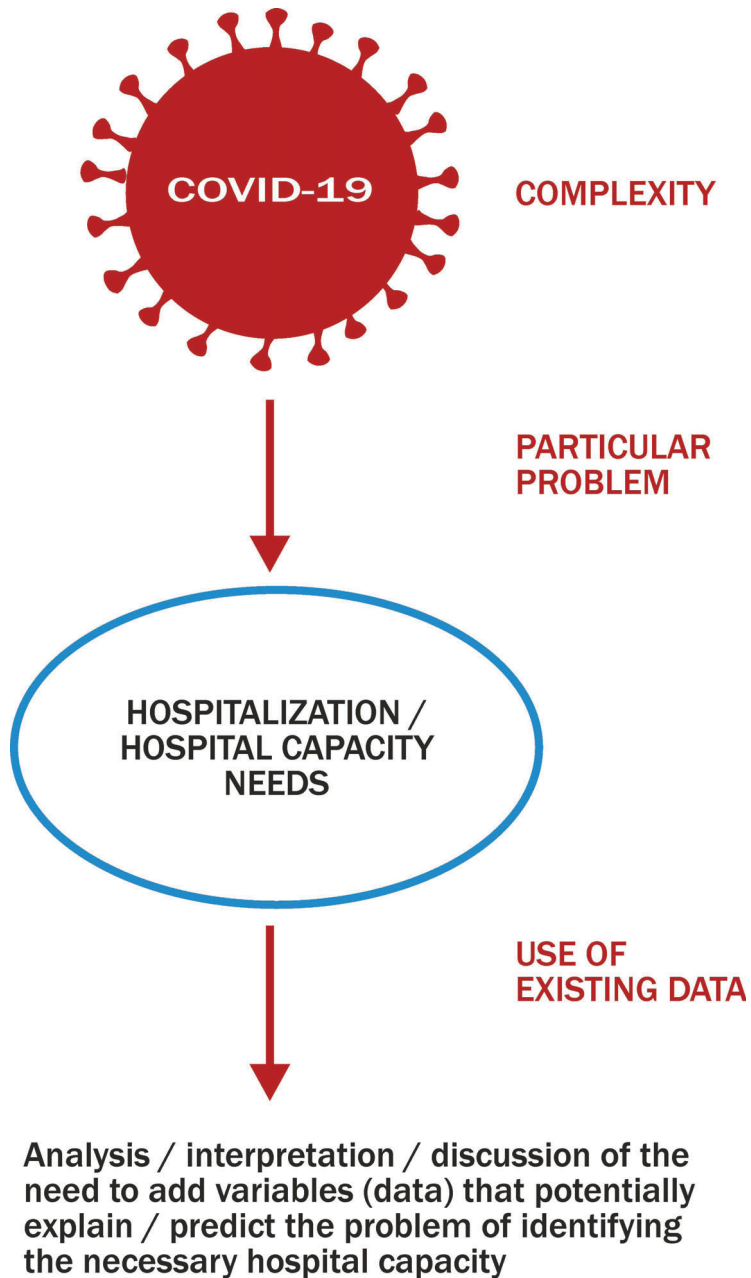 COVID-19
COMPLEXITY
PARTICULAR
PROBLEM
HOSPITALIZATION /
HOSPITAL CAPACITY
NEEDS
USE OF
EXISTING DATA
Analysis / interpretation / discussion of the
need to add variables (data) that potentially
explain / predict the problem of identifying
the necessary hospital capacity